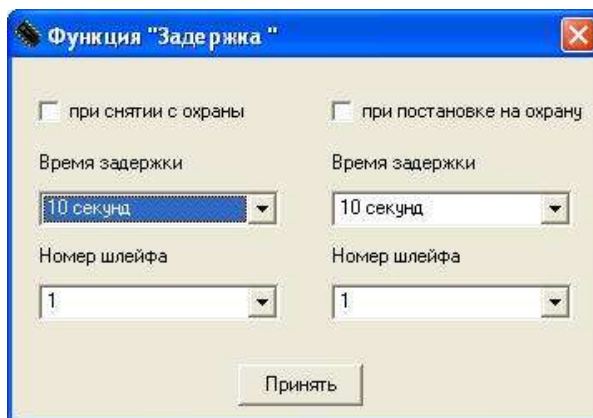 Функция "Задержка "
при снятии с охраны
при постановке на охрану
Время задержки
Время задержки
10 секунд
10 секунд
Номер шлейфа
Номер шлейфа
1
1
Принять